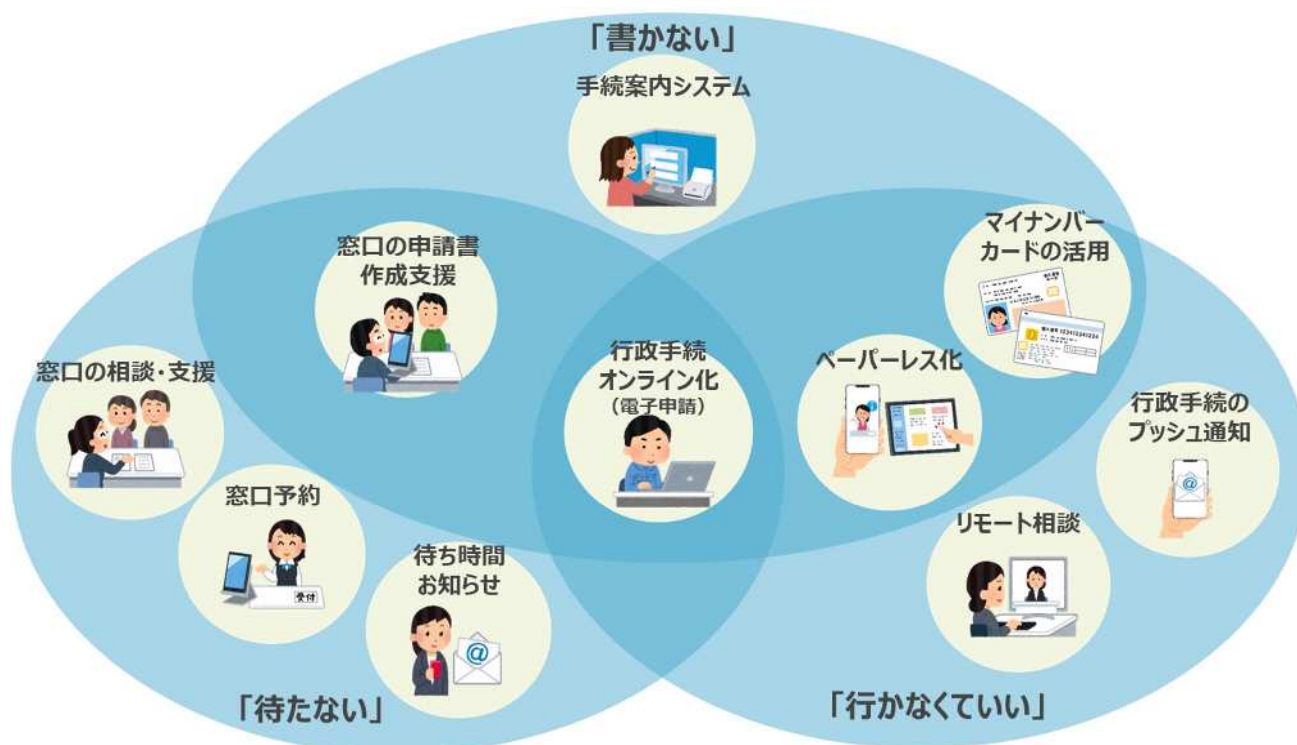 「書かない」
手続案内システム
マイナンバー
カードの活用
窓口の申請書
作成支援
行政手続
オンライン化
（電子申請）
ペーパーレス化
窓口の相談・支援
行政手続の
プッシュ通知
窓口予約
受付
待ち時間
お知らせ
リモート相談
「待たない」
「行かなくていい」